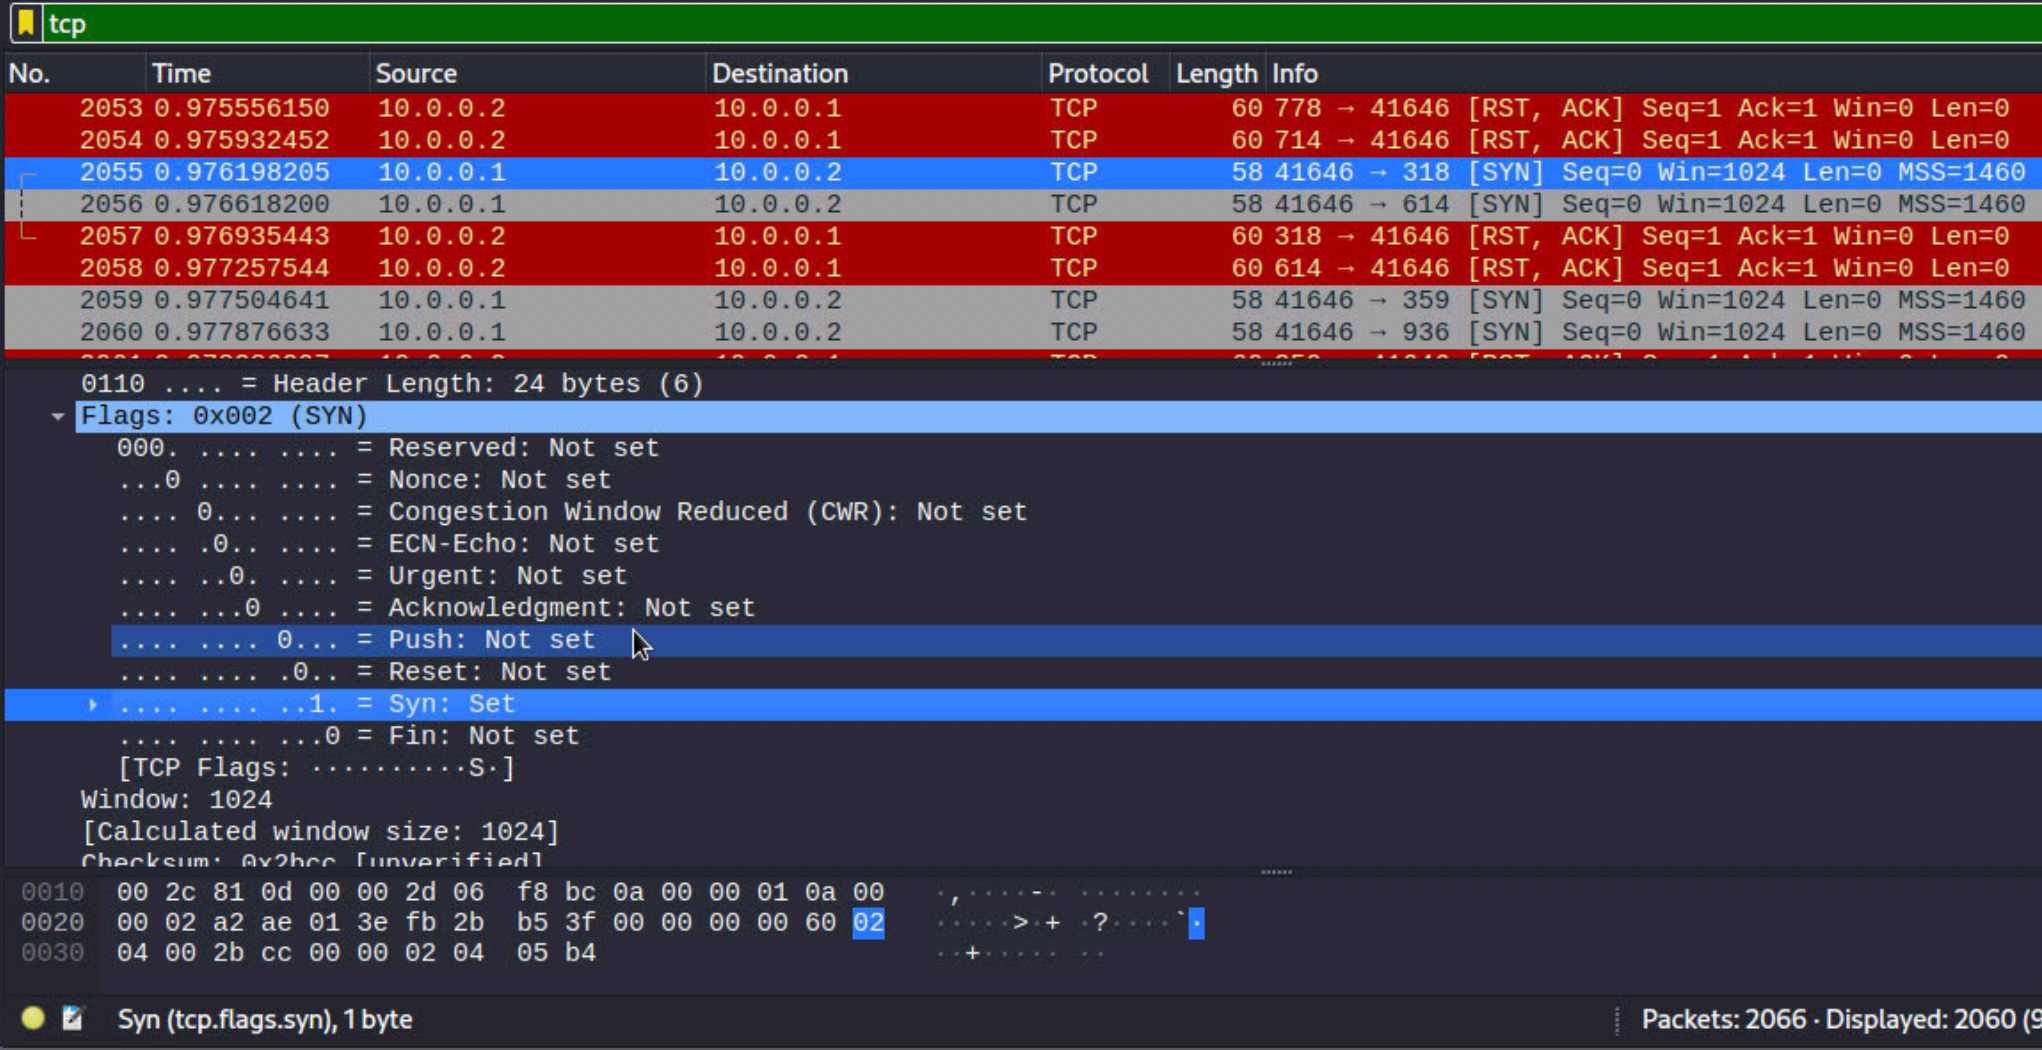 tcp
No. Time Source Destination Protocol Length Info
2053 0.975556150 10.0.0.2 10.0.0.1 TCP 60 778 → 41646 [RST, ACK] Seq=1 Ack=1 Win=0 Len=0
2054 0.975932452 10.0.0.2 10.0.0.1 TCP 60 714 → 41646 [RST, ACK] Seq=1 Ack=1 Win=0 Len=0
2055 0.976198205 10.0.0.1 10.0.0.2 TCP 58 41646 → 318 [SYN] Seq=0 Win=1024 Len=0 MSS=1460
2056 0.976618200 10.0.0.1 10.0.0.2 TCP 58 41646 → 614 [SYN] Seq=0 Win=1024 Len=0 MSS=1460
2057 0.976935443 10.0.0.2 10.0.0.1 TCP 60 318 → 41646 [RST, ACK] Seq=1 Ack=1 Win=0 Len=0
2058 0.977257544 10.0.0.2 10.0.0.1 TCP 60 614 → 41646 [RST, ACK] Seq=1 Ack=1 Win=0 Len=0
2059 0.977504641 10.0.0.1 10.0.0.2 TCP 58 41646 → 359 [SYN] Seq=0 Win=1024 Len=0 MSS=1460
2060 0.977876633 10.0.0.1 10.0.0.2 TCP 58 41646 → 936 [SYN] Seq=0 Win=1024 Len=0 MSS=1460
0110 .... = Header Length: 24 bytes (6)
Flags: 0x002 (SYN)
000. .... .... = Reserved: Not set
...0 .... .... = Nonce: Not set
.... 0... .... = Congestion Window Reduced (CWR): Not set
.... .0.. .... = ECN-Echo: Not set
.... ..0. .... = Urgent: Not set
.... ...0 .... = Acknowledgment: Not set
.... .... 0... = Push: Not set
.... .... .0.. = Reset: Not set
.... .... ..1. = Syn: Set
.... .... ...0 = Fin: Not set
[TCP Flags: ··········S·]
Window: 1024
[Calculated window size: 1024]
Checksum: 0x2bcc [unverified]
0010 00 2c 81 0d 00 00 2d 06 f8 bc 0a 00 00 01 0a 00 ·,····-· ········
0020 00 02 a2 ae 01 3e fb 2b b5 3f 00 00 00 00 60 02 ·····>·+ ·?····`·
0030 04 00 2b cc 00 00 02 04 05 b4 ··+····· ··
Syn (tcp.flags.syn), 1 byte
Packets: 2066 · Displayed: 2060 (9